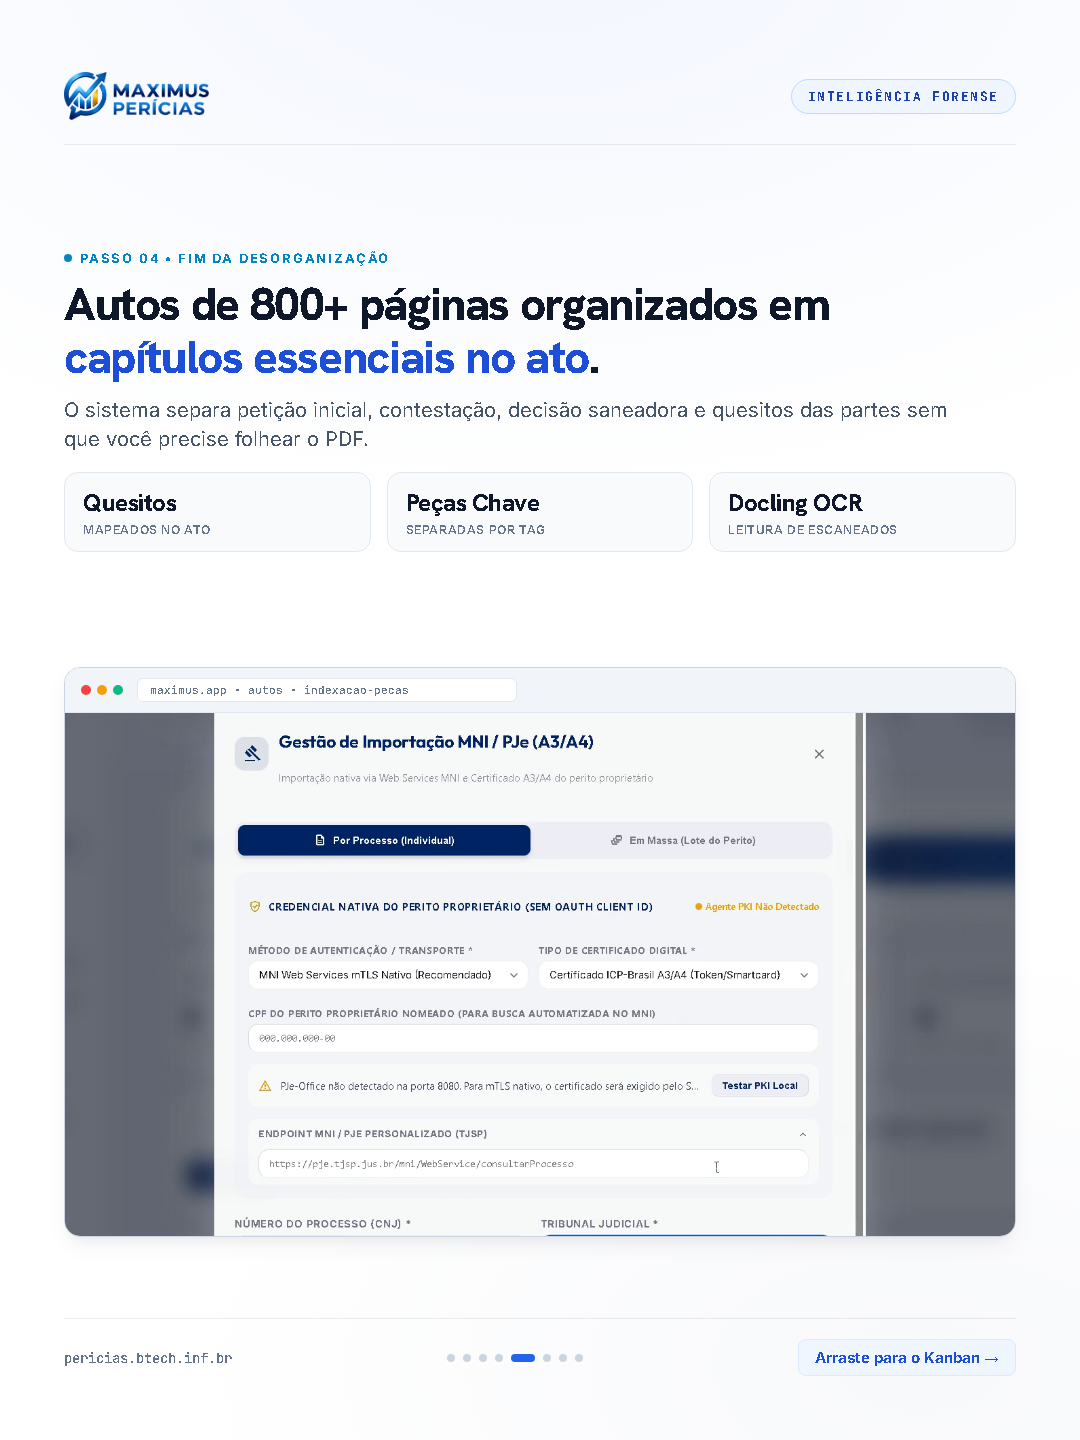 MAXIMUS
PERÍCIAS
INTELIGÊNCIA FORENSE
PASSO 04 • FIM DA DESORGANIZAÇÃO
Autos de 800+ páginas organizados em
capítulos essenciais no ato.
O sistema separa petição inicial, contestação, decisão saneadora e quesitos das partes sem
que você precise folhear o PDF.
Quesitos
MAPEADOS NO ATO
Peças Chave
SEPARADAS POR TAG
Docling OCR
LEITURA DE ESCANEADOS
maximus.app • autos • indexacao-pecas
Gestão de Importação MNI / PJe (A3/A4)
Importação nativa via Web Services MNI e Certificado A3/A4 do perito proprietário
Por Processo (Individual)
Em Massa (Lote do Perito)
CREDENCIAL NATIVA DO PERITO PROPRIETÁRIO (SEM OAUTH CLIENT ID)
Agente PKI Não Detectado
MÉTODO DE AUTENTICAÇÃO / TRANSPORTE *
TIPO DE CERTIFICADO DIGITAL *
MNI Web Services mTLS Nativo (Recomendado)
Certificado ICP-Brasil A3/A4 (Token/Smartcard)
CPF DO PERITO PROPRIETÁRIO NOMEADO (PARA BUSCA AUTOMATIZADA NO MNI)
000.000.000-00
PJe-Office não detectado na porta 8080. Para mTLS nativo, o certificado será exigido pelo S...
Testar PKI Local
ENDPOINT MNI / PJE PERSONALIZADO (TJSP)
https://pje.tjsp.jus.br/mni/WebService/consultarProcesso
NÚMERO DO PROCESSO (CNJ) *
TRIBUNAL JUDICIAL *
pericias.btech.inf.br
Arraste para o Kanban →